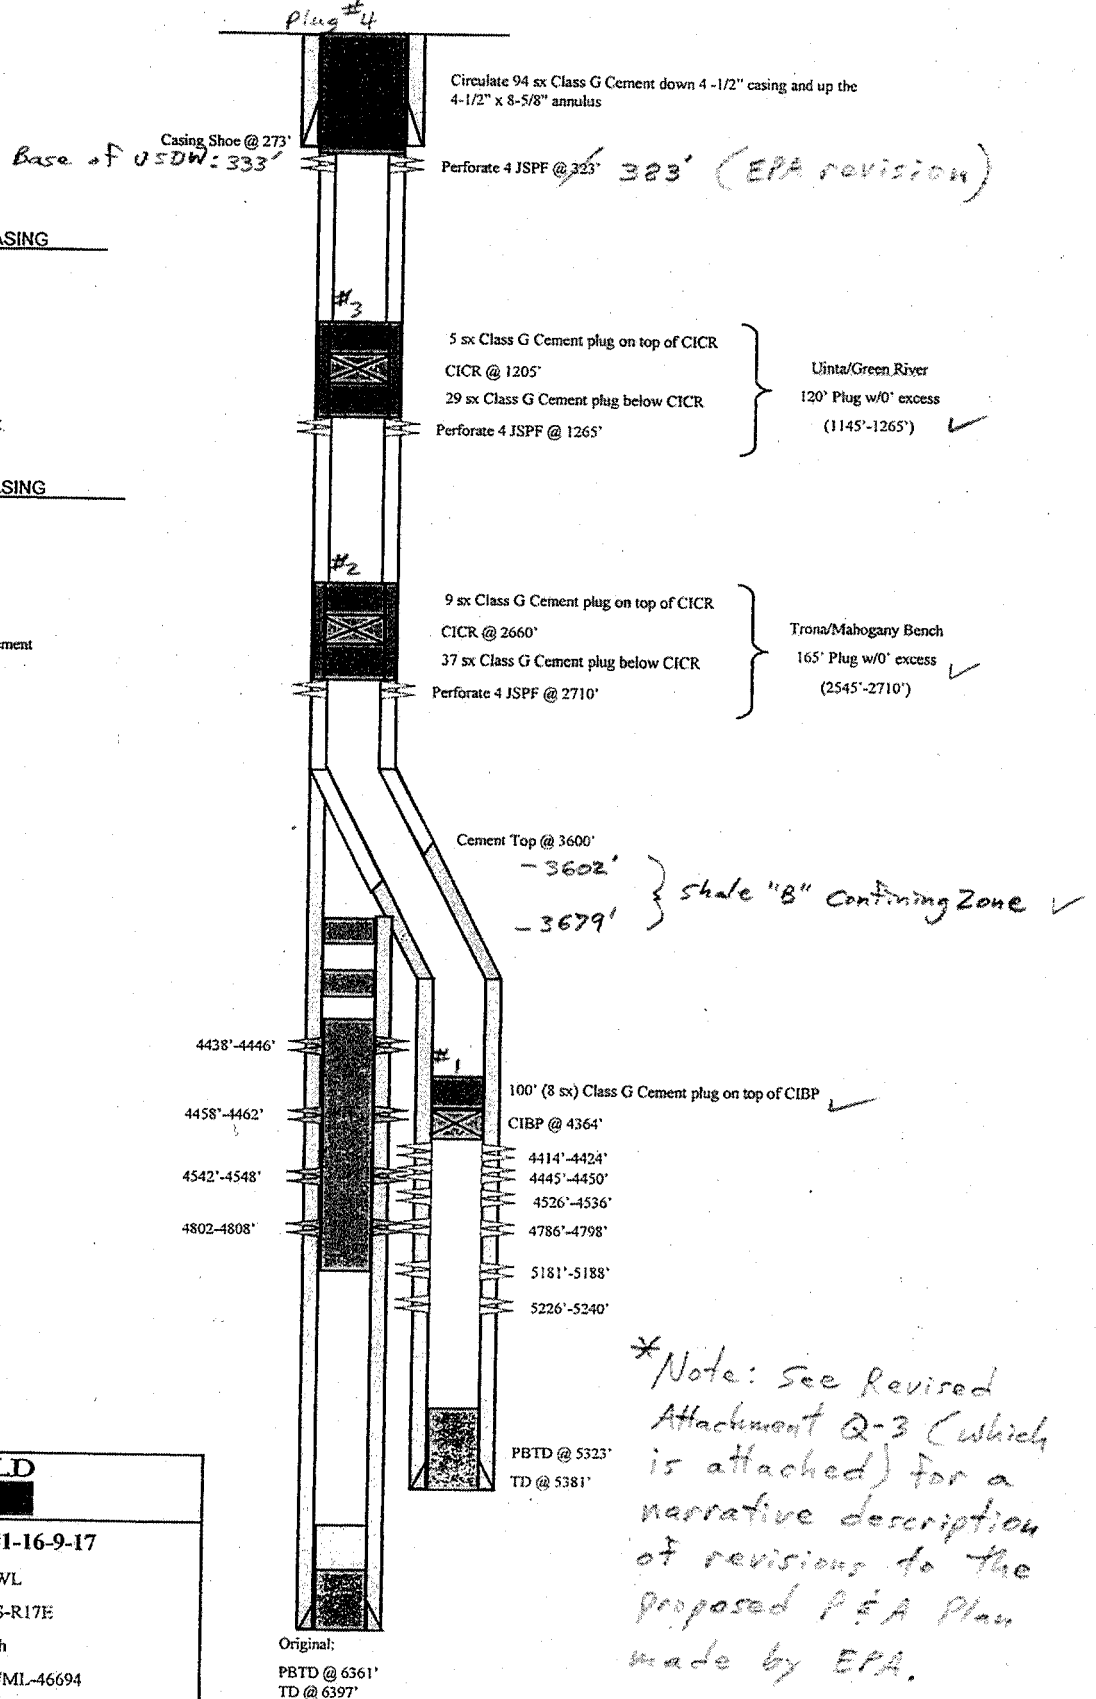 Plug #4
Circulate 94 sx Class G Cement down 4 -1/2" casing and up the
4-1/2" x 8-5/8" annulus
Casing Shoe @ 273'
Base of USDW: 333'
Perforate 4 JSPF @ 323' 383' (EPA revision)
ASING
#3
5 sx Class G Cement plug on top of CICR
CICR @ 1205'
29 sx Class G Cement plug below CICR
Perforate 4 JSPF @ 1265'
Uinta/Green River
120' Plug w/0' excess
(1145'-1265')
SING
#2
9 sx Class G Cement plug on top of CICR
CICR @ 2660'
37 sx Class G Cement plug below CICR
Perforate 4 JSPF @ 2710'
Trona/Mahogany Bench
165' Plug w/0' excess
(2545'-2710')
ment
Cement Top @ 3600'
- 3602'
- 3679'
Shale "B" Confining Zone
4438'-4446'
4458'-4462'
4542'-4548'
4802-4808'
#1
100' (8 sx) Class G Cement plug on top of CIBP
CIBP @ 4364'
4414'-4424'
4445'-4450'
4526'-4536'
4786'-4798'
5181'-5188'
5226'-5240'
PBTD @ 5323'
TD @ 5381'
*Note: See Revised
Attachment Q-3 (which
is attached) for a
narrative description
of revisions to the
proposed P & A Plan
made by EPA.
Original:
PBTD @ 6361'
TD @ 6397'
LD
1-16-9-17
WL
S-R17E
h
ML-46694